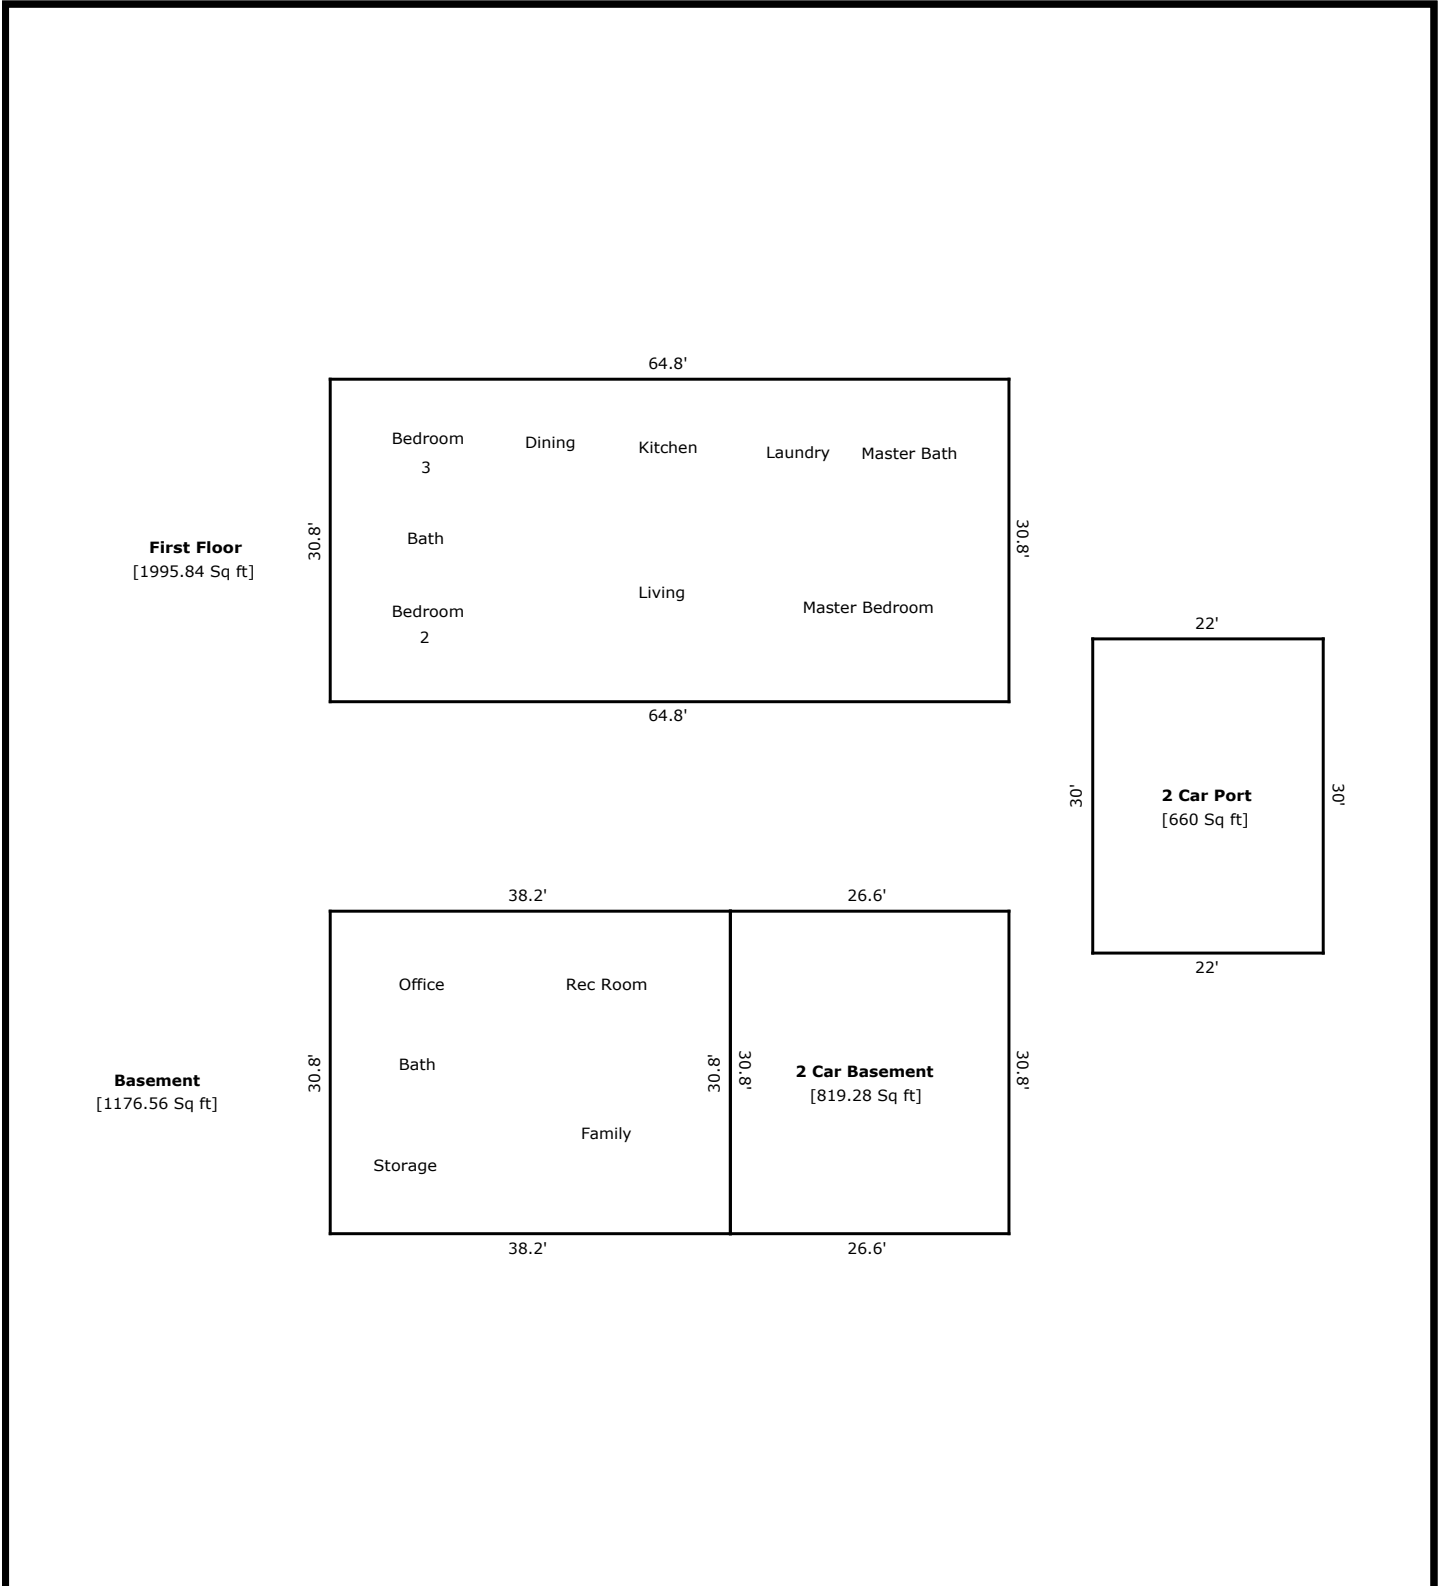 64.8'
Bedroom
3
Dining
Kitchen
Laundry
Master Bath
30.8'
30.8'
Bath
First Floor
[1995.84 Sq ft]
Living
Bedroom
2
Master Bedroom
64.8'
22'
30'
30'
2 Car Port
[660 Sq ft]
22'
38.2'
26.6'
Office
Rec Room
30.8'
Bath
30.8'
30.8'
30.8'
2 Car Basement
[819.28 Sq ft]
Basement
[1176.56 Sq ft]
Family
Storage
38.2'
26.6'